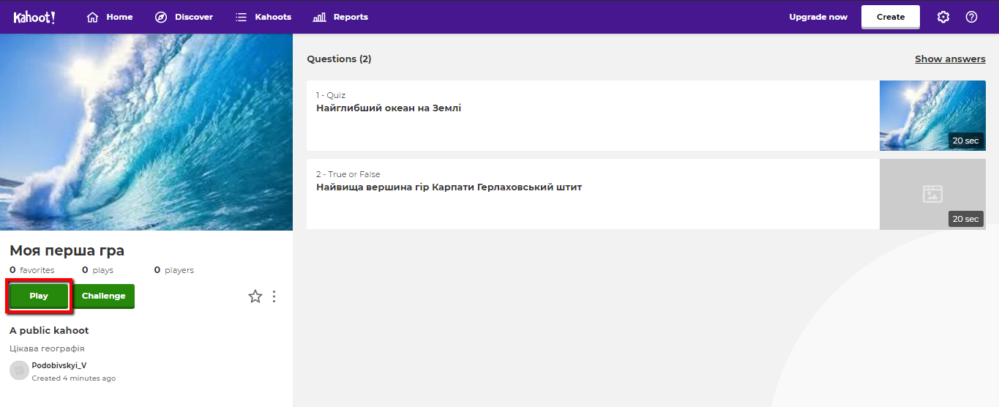 Kahoot!
Home
Discover
Kahoots
Reports
Upgrade now
Create
Моя перша гра
0 favorites 0 plays 0 players
Play
Challenge
A public kahoot
Цікава географія
Podobivskyi_V
Created 4 minutes ago
Questions (2)
Show answers
1 - Quiz
Найглибший океан на Землі
20 sec
2 - True or False
Найвища вершина гір Карпати Герлаховський штит
20 sec